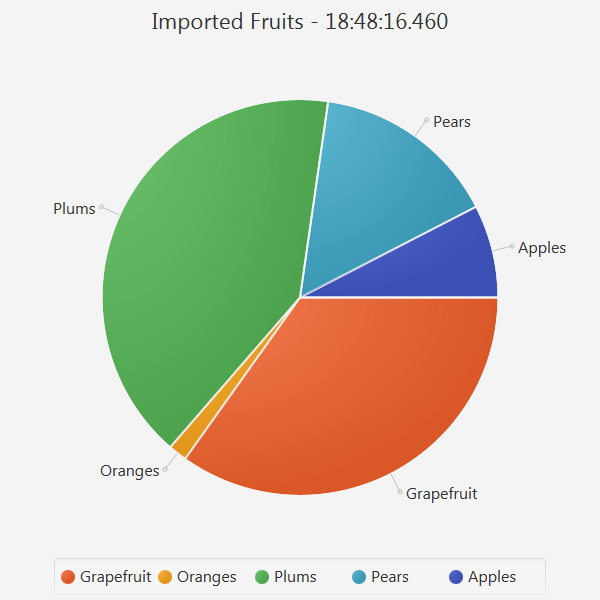 Imported Fruits - 18:48:16.460
Pears
Plums
Apples
Oranges
Grapefruit
Grapefruit Oranges Plums Pears Apples